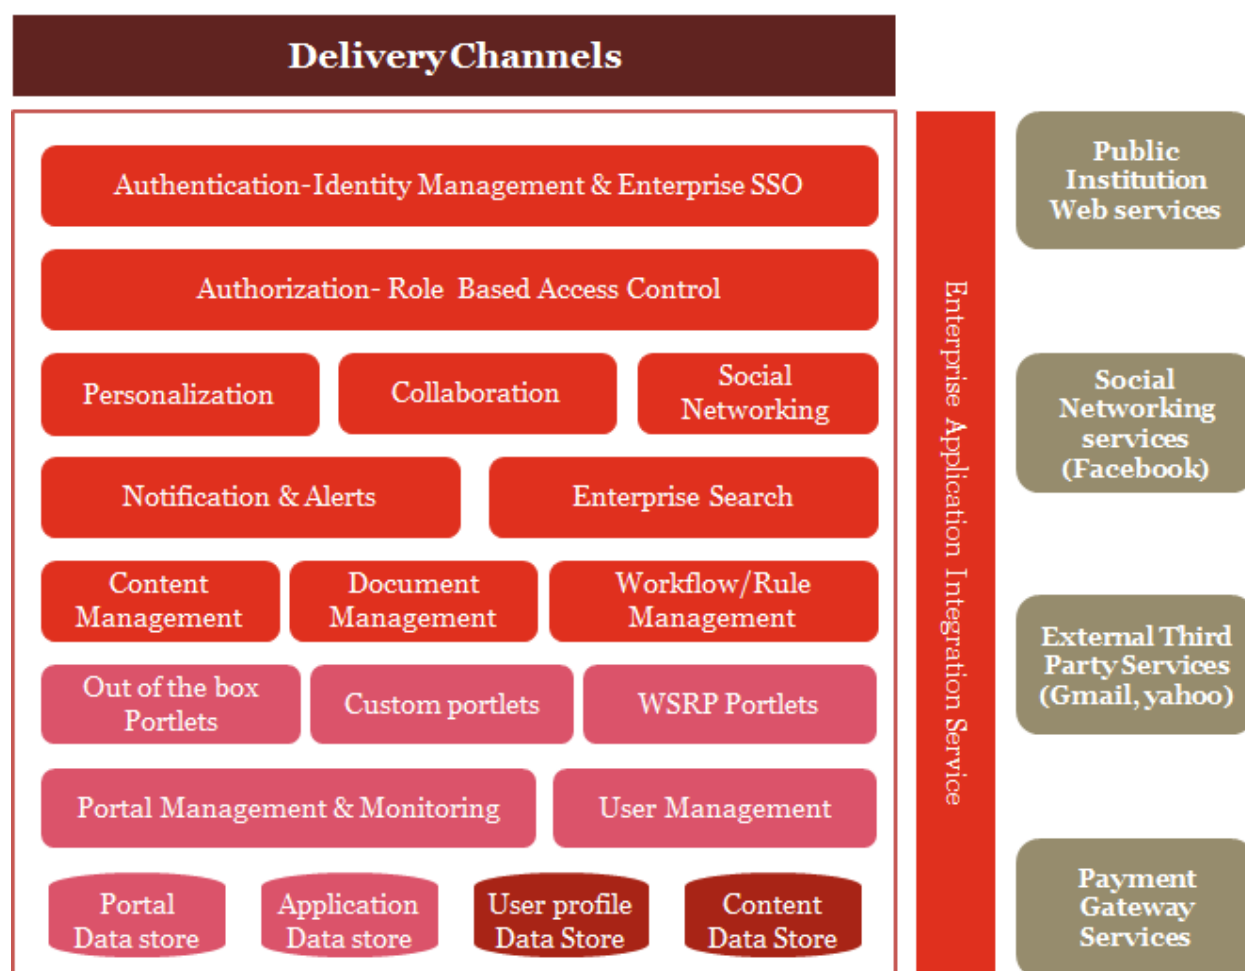 Delivery Channels
Authentication-Identity Management & Enterprise SSO
Authorization- Role Based Access Control
Personalization
Collaboration
Social
Networking
Notification & Alerts
Enterprise Search
Content
Management
Document
Management
Workflow/Rule
Management
Out of the box
Portlets
Custom portlets
WSRP Portlets
Portal Management & Monitoring
User Management
Portal
Data store
Application
Data store
User profile
Data Store
Content
Data Store
Enterprise Application Integration Service
Public
Institution
Web services
Social
Networking
services
(Facebook)
External Third
Party Services
(Gmail, yahoo)
Payment
Gateway
Services